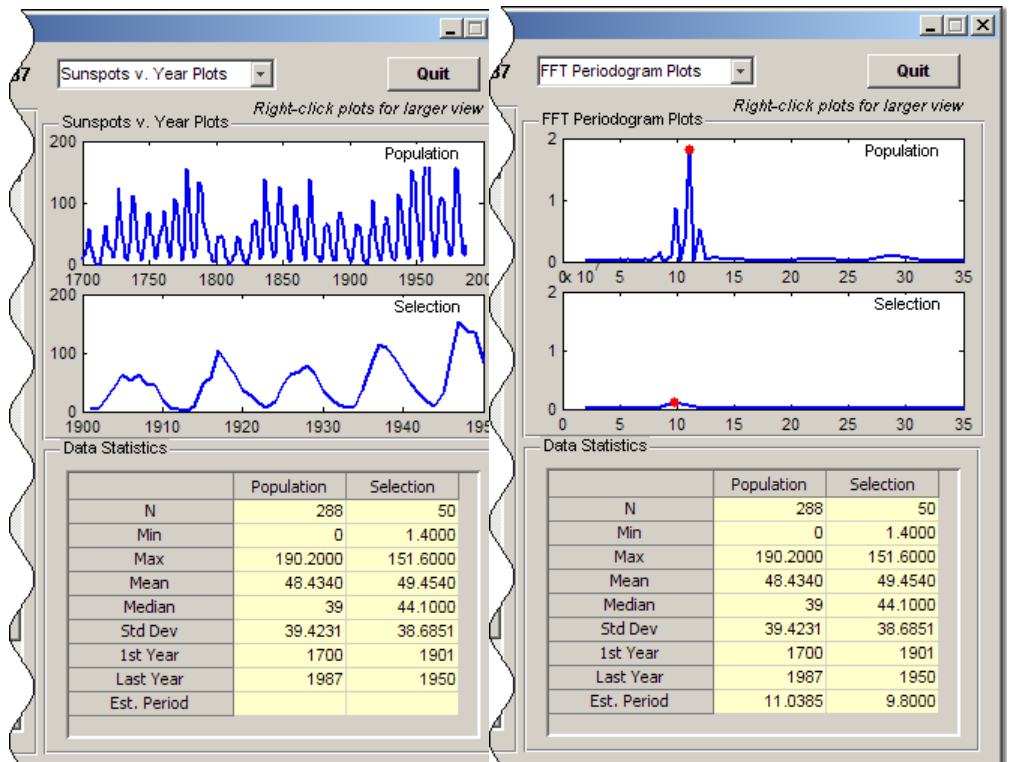 37 Sunspots v. Year Plots Quit
Right-click plots for larger view
Sunspots v. Year Plots
200
Population
100
0
1700 1750 1800 1850 1900 1950 200
200
Selection
100
0
1900 1910 1920 1930 1940 195
Data Statistics
Population Selection
N 288 50
Min 0 1.4000
Max 190.2000 151.6000
Mean 48.4340 49.4540
Median 39 44.1000
Std Dev 39.4231 38.6851
1st Year 1700 1901
Last Year 1987 1950
Est. Period
37 FFT Periodogram Plots Quit
Right-click plots for larger view
FFT Periodogram Plots
2
Population
1
0
0 5 10 15 20 25 30 35
x 10^7
2
Selection
1
0
0 5 10 15 20 25 30 35
Data Statistics
Population Selection
N 288 50
Min 0 1.4000
Max 190.2000 151.6000
Mean 48.4340 49.4540
Median 39 44.1000
Std Dev 39.4231 38.6851
1st Year 1700 1901
Last Year 1987 1950
Est. Period 11.0385 9.8000